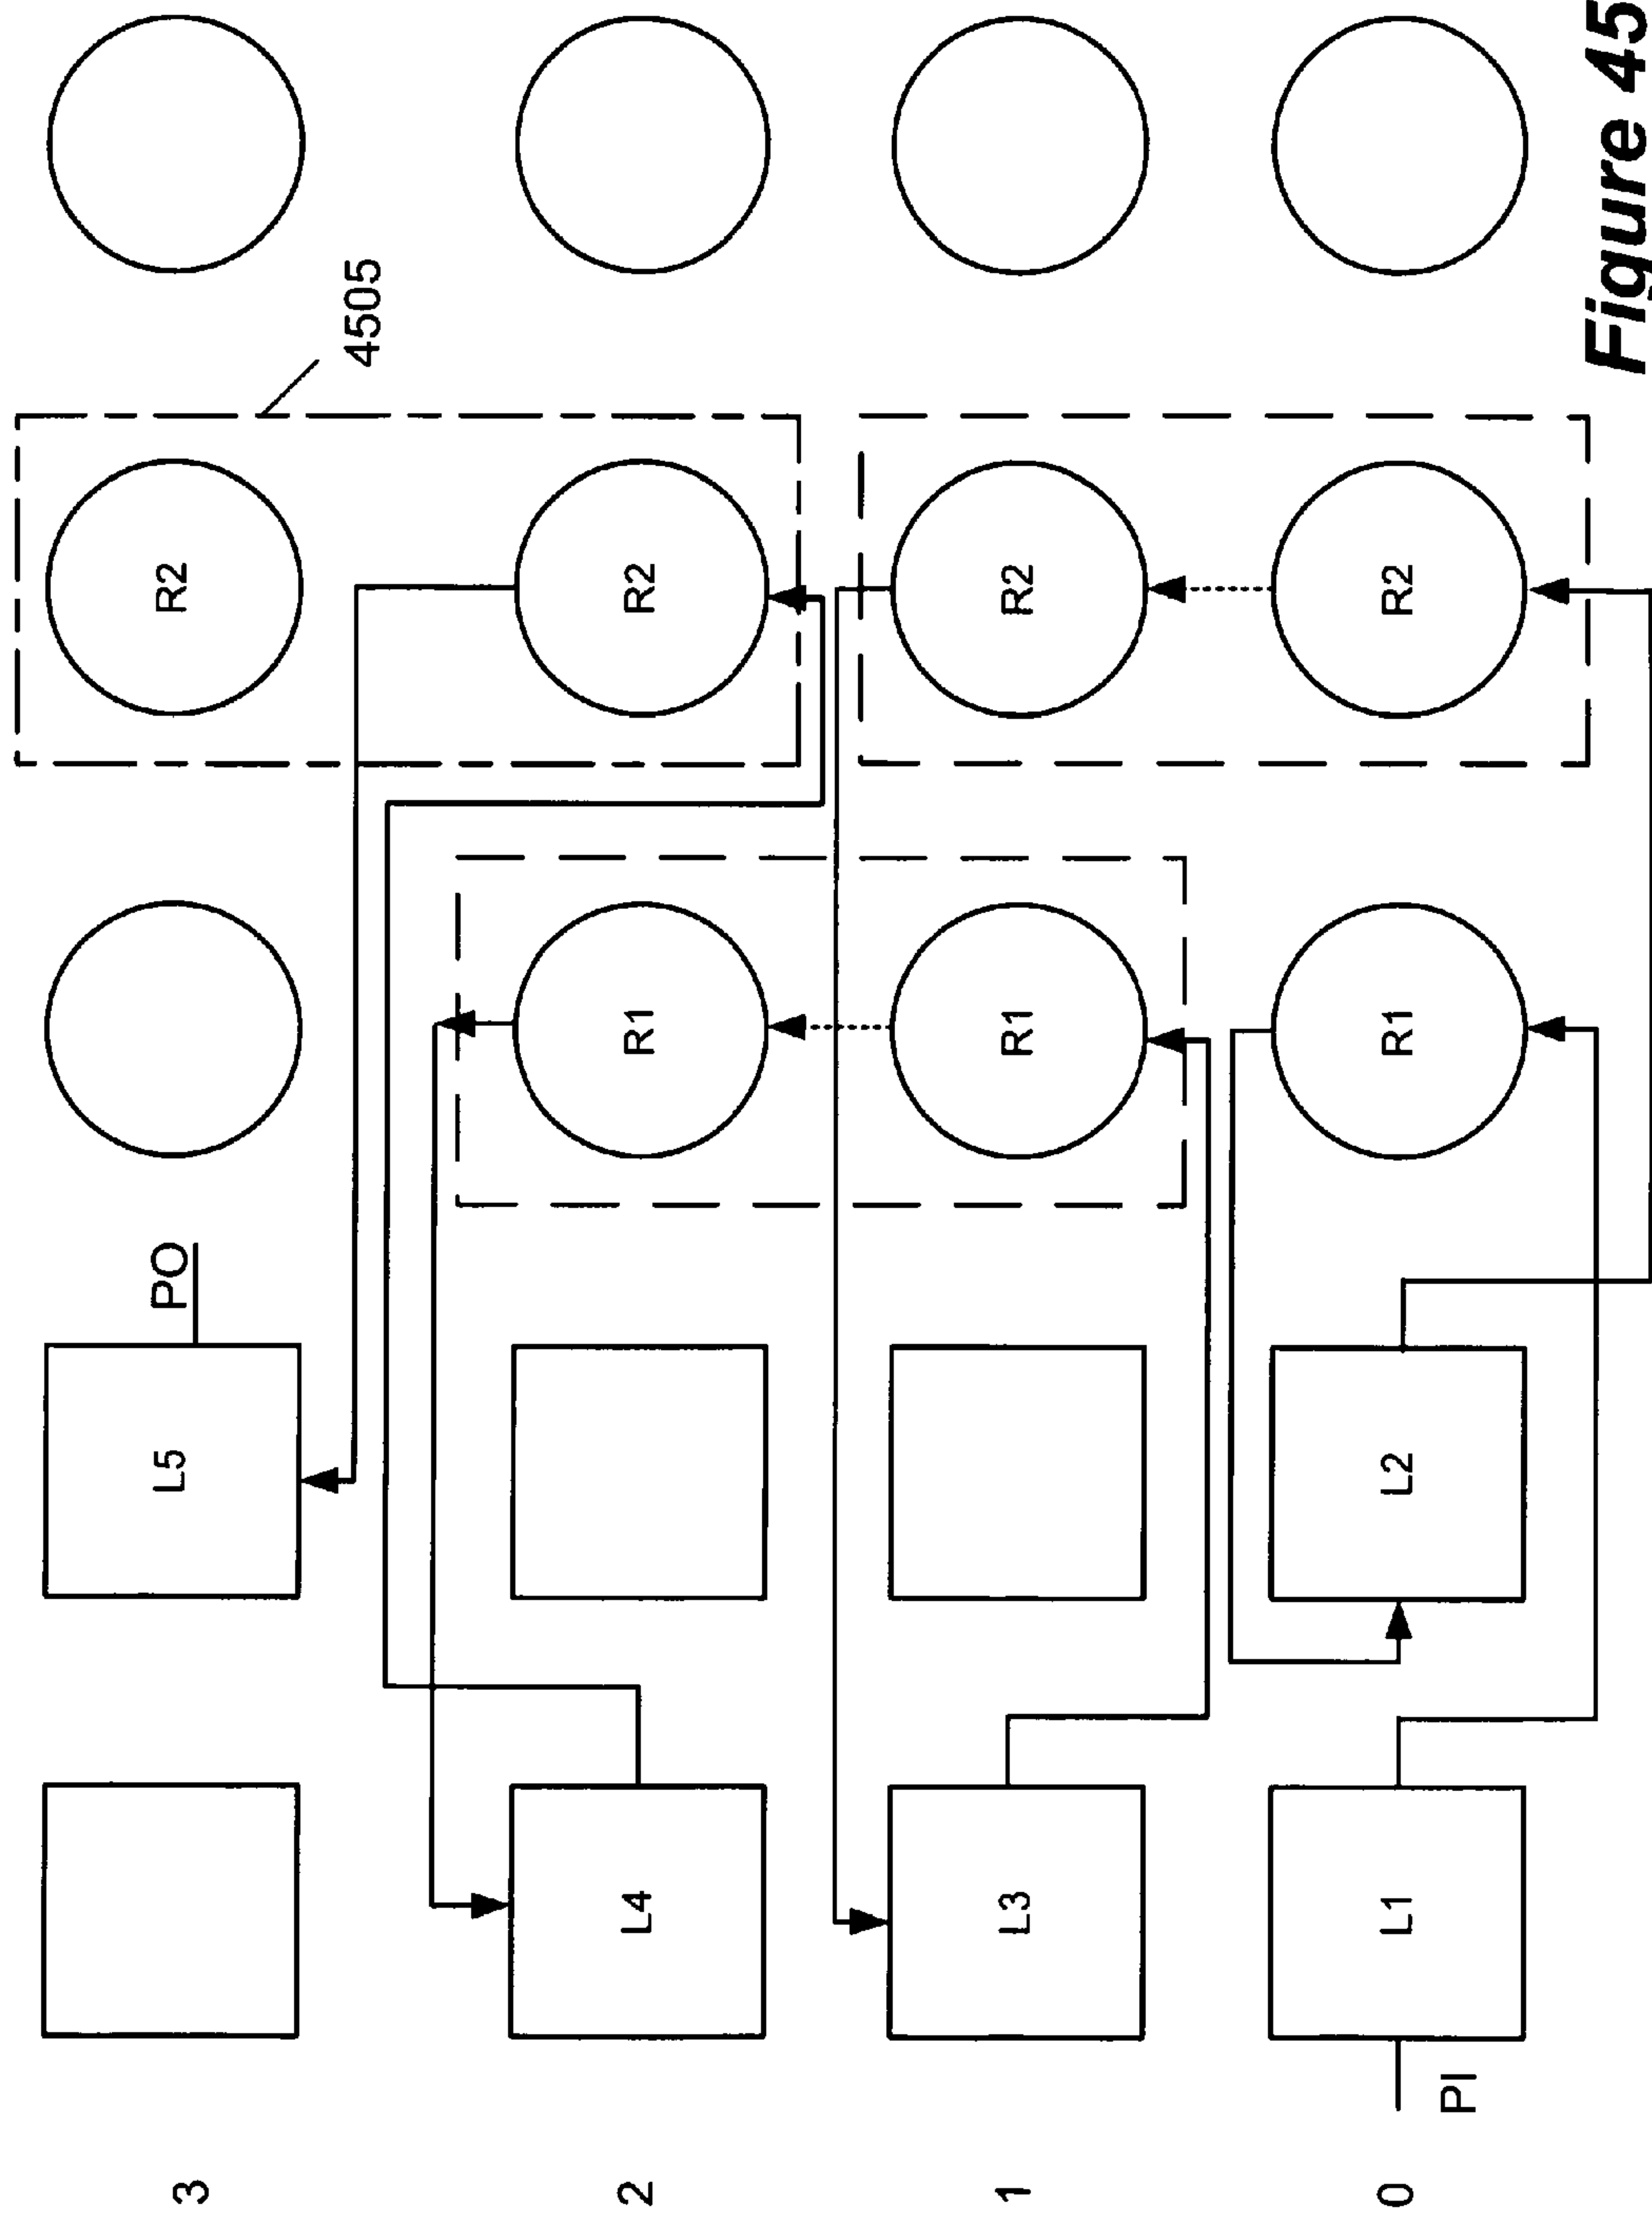 PO
3 L5 R2
4505
2 L4 R1 R2
1 L3 R1 R2
0 L1 L2 R1 R2
PI
Figure 45